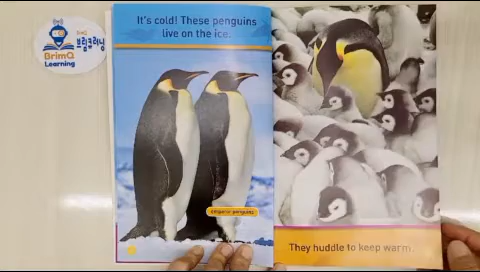 브림커러닝
BrimQ
Learning
It's cold! These penguins
live on the ice.
emperor penguins
They huddle to keep warm.